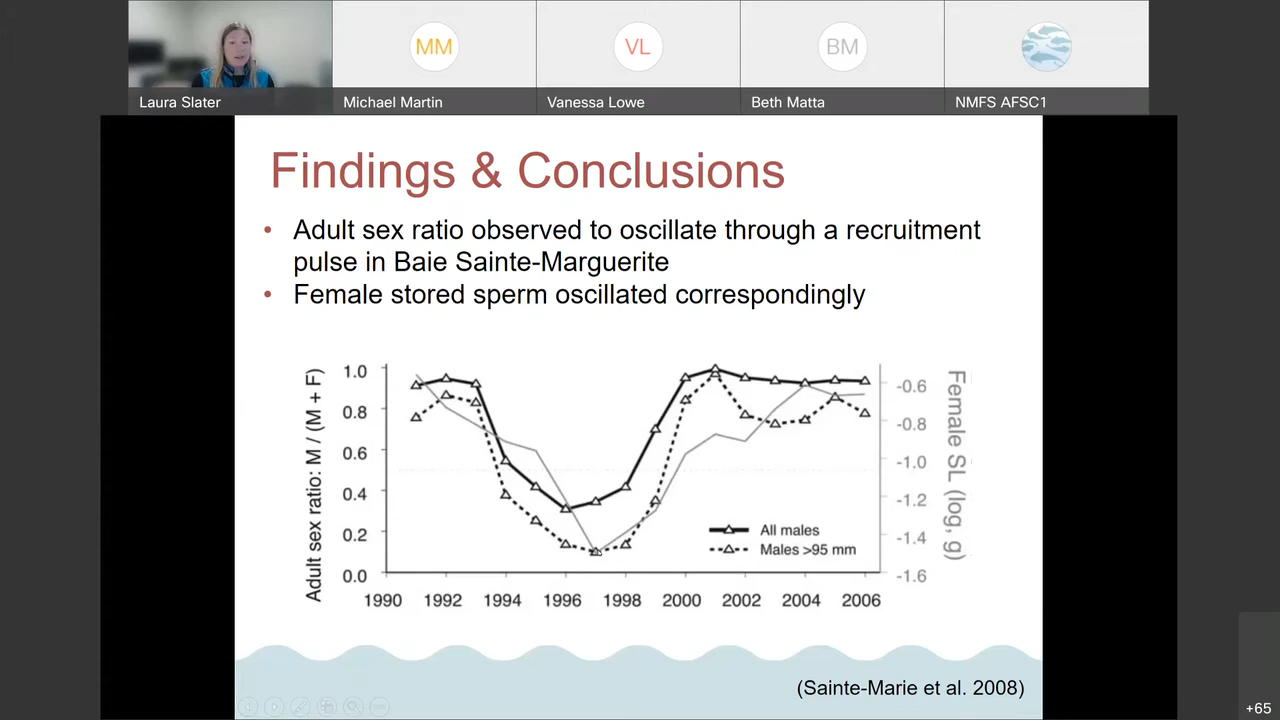 MM
VL
BM
Laura Slater
Michael Martin
Vanessa Lowe
Beth Matta
NMFS AFSC1
Findings & Conclusions
• Adult sex ratio observed to oscillate through a recruitment
pulse in Baie Sainte-Marguerite
• Female stored sperm oscillated correspondingly
Adult sex ratio: M / (M + F)
1.0
0.8
0.6
0.4
0.2
0.0
-0.6
-0.8
-1.0
-1.2
-1.4
-1.6
Female SL (log, g)
All males
Males >95 mm
1990 1992 1994 1996 1998 2000 2002 2004 2006
(Sainte-Marie et al. 2008)
+65